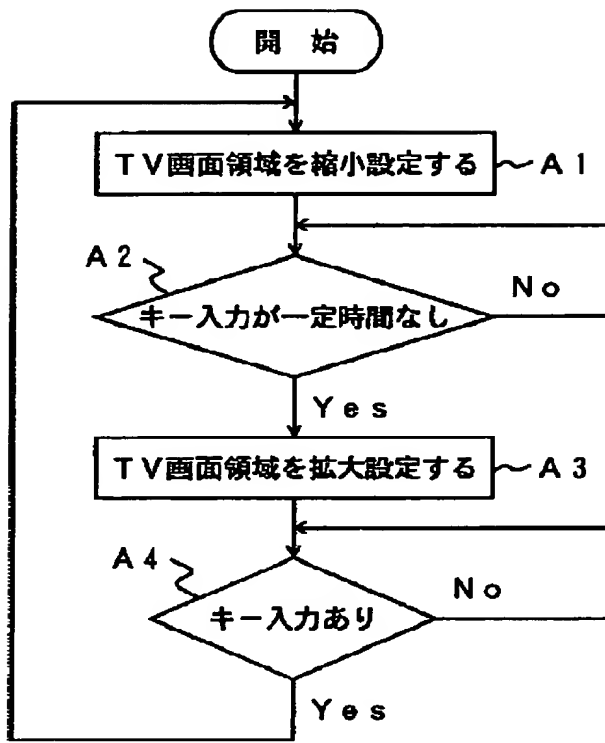 開 始
TV画面領域を縮小設定する
A1
A2
キー入力が一定時間なし
No
Yes
TV画面領域を拡大設定する
A3
A4
キー入力あり
No
Yes